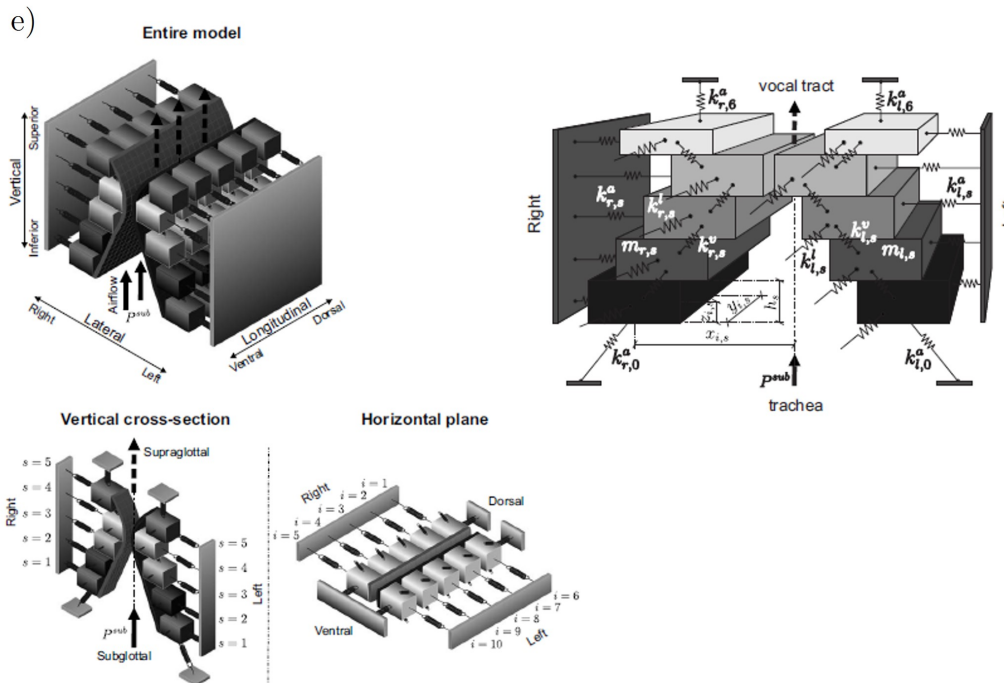 e)
Entire model
Superior
Vertical
Inferior
Airflow
P^{sub}
Right
Lateral
Left
Longitudinal
Dorsal
Ventral
vocal tract
k^a_{r,6}
k^a_{l,6}
Right
k^a_{r,s}
k^l_{r,s}
k^a_{l,s}
m_{r,s}
k^v_{r,s}
k^v_{l,s}
k^l_{l,s}
m_{l,s}
y_{i,s}
h_s
x_{i,s}
k^a_{r,0}
k^a_{l,0}
P^{sub}
trachea
Vertical cross-section
Supraglottal
s = 5
s = 4
s = 3
s = 2
s = 1
Right
s = 5
s = 4
s = 3
s = 2
s = 1
Left
P^{sub}
Subglottal
Horizontal plane
Right
i = 1
i = 2
i = 3
i = 4
i = 5
Dorsal
Ventral
i = 6
i = 7
i = 8
i = 9
i = 10
Left